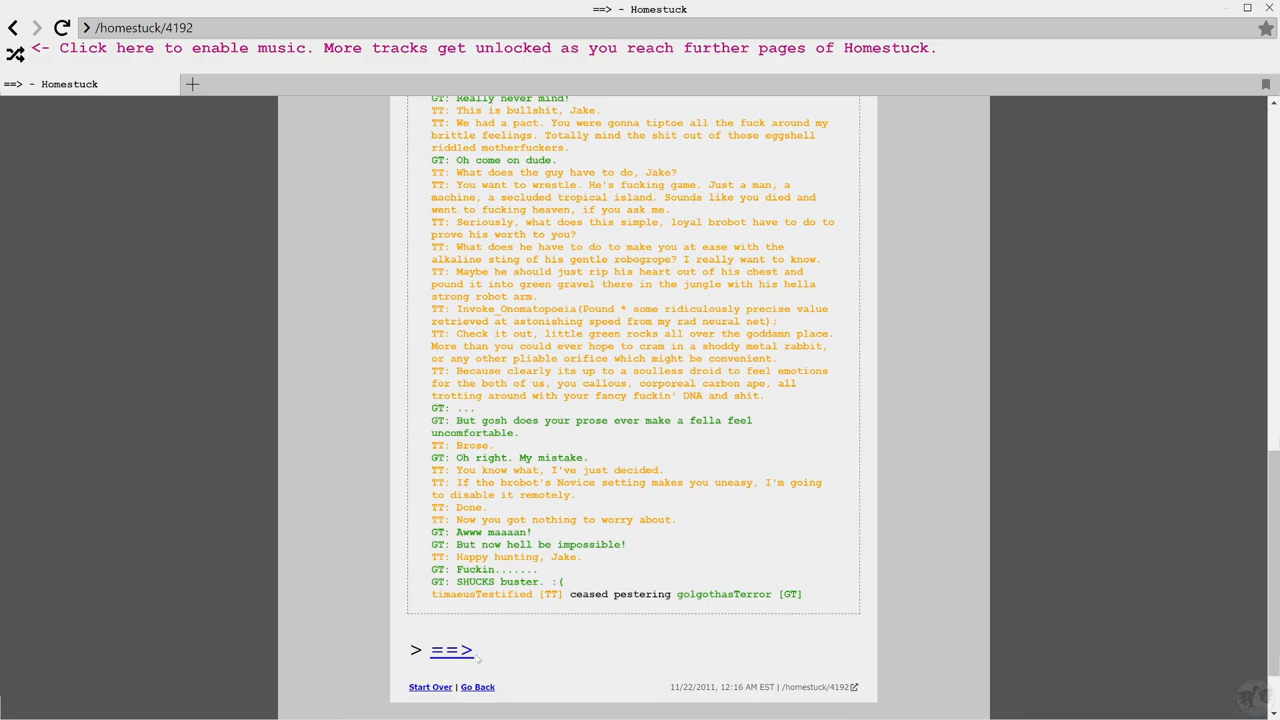 ==> - Homestuck
/homestuck/4192
<- Click here to enable music. More tracks get unlocked as you reach further pages of Homestuck.
==> - Homestuck
GT: Really never mind!
TT: This is bullshit, Jake.
TT: We had a pact. You were gonna tiptoe all the fuck around my
brittle feelings. Totally mind the shit out of those eggshell
riddled motherfuckers.
GT: Oh come on dude.
TT: What does the guy have to do, Jake?
TT: You want to wrestle. He's fucking game. Just a man, a
machine, a secluded tropical island. Sounds like you died and
went to fucking heaven, if you ask me.
TT: Seriously, what does this simple, loyal brobot have to do to
prove his worth to you?
TT: What does he have to do to make you at ease with the
alkaline sting of his gentle robogrope? I really want to know.
TT: Maybe he should just rip his heart out of his chest and
pound it into green gravel there in the jungle with his hella
strong robot arm.
TT: Invoke_Onomatopoeia(Pound * some ridiculously precise value
retrieved at astonishing speed from my rad neural net);
TT: Check it out, little green rocks all over the goddamn place.
More than you could ever hope to cram in a shoddy metal rabbit,
or any other pliable orifice which might be convenient.
TT: Because clearly its up to a soulless droid to feel emotions
for the both of us, you callous, corporeal carbon ape, all
trotting around with your fancy fuckin' DNA and shit.
GT: ...
GT: But gosh does your prose ever make a fella feel
uncomfortable.
TT: Brose.
GT: Oh right. My mistake.
TT: You know what, I've just decided.
TT: If the brobot's Novice setting makes you uneasy, I'm going
to disable it remotely.
TT: Done.
TT: Now you got nothing to worry about.
GT: Awww maaaan!
GT: But now hell be impossible!
TT: Happy hunting, Jake.
GT: Fuckin.......
GT: SHUCKS buster. :(
timaeusTestified [TT] ceased pestering golgothasTerror [GT]
> ==>
Start Over | Go Back
11/22/2011, 12:16 AM EST | /homestuck/4192